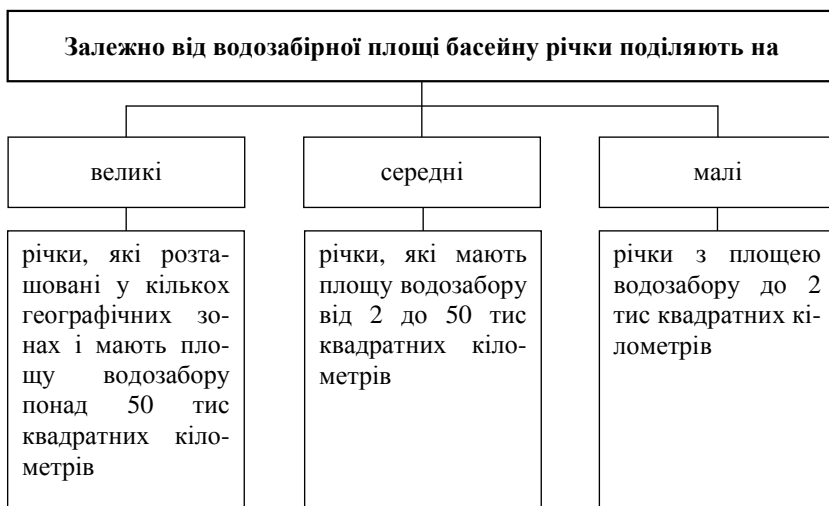 Залежно від водозабірної площі басейну річки поділяють на
великі
середні
малі
річки, які розта-
шовані у кількох
географічних зо-
нах і мають пло-
щу водозабору
понад 50 тис
квадратних кіло-
метрів
річки, які мають
площу водозабору
від 2 до 50 тис
квадратних кіло-
метрів
річки з площею
водозабору до 2
тис квадратних кі-
лометрів